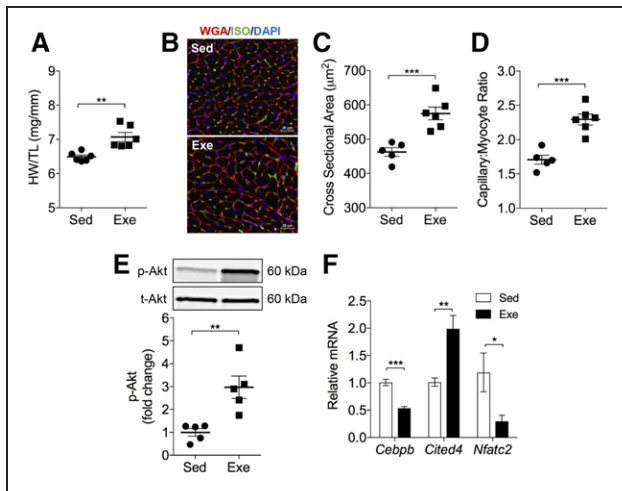 A
HW/TL (mg/mm)
9
8
7
6
5
**
Sed
Exe
B
WGA/ISO/DAPI
Sed
Exe
C
Cross Sectional Area (µm²)
700
600
500
400
300
***
Sed
Exe
D
Capillary:Myocyte Ratio
3.0
2.5
2.0
1.5
1.0
***
Sed
Exe
E
p-Akt
60 kDa
t-Akt
60 kDa
p-Akt
(fold change)
6
5
4
3
2
1
0
**
Sed
Exe
F
Relative mRNA
2.5
2.0
1.5
1.0
0.5
0.0
Sed
Exe
***
**
*
Cebpb
Cited4
Nfatc2